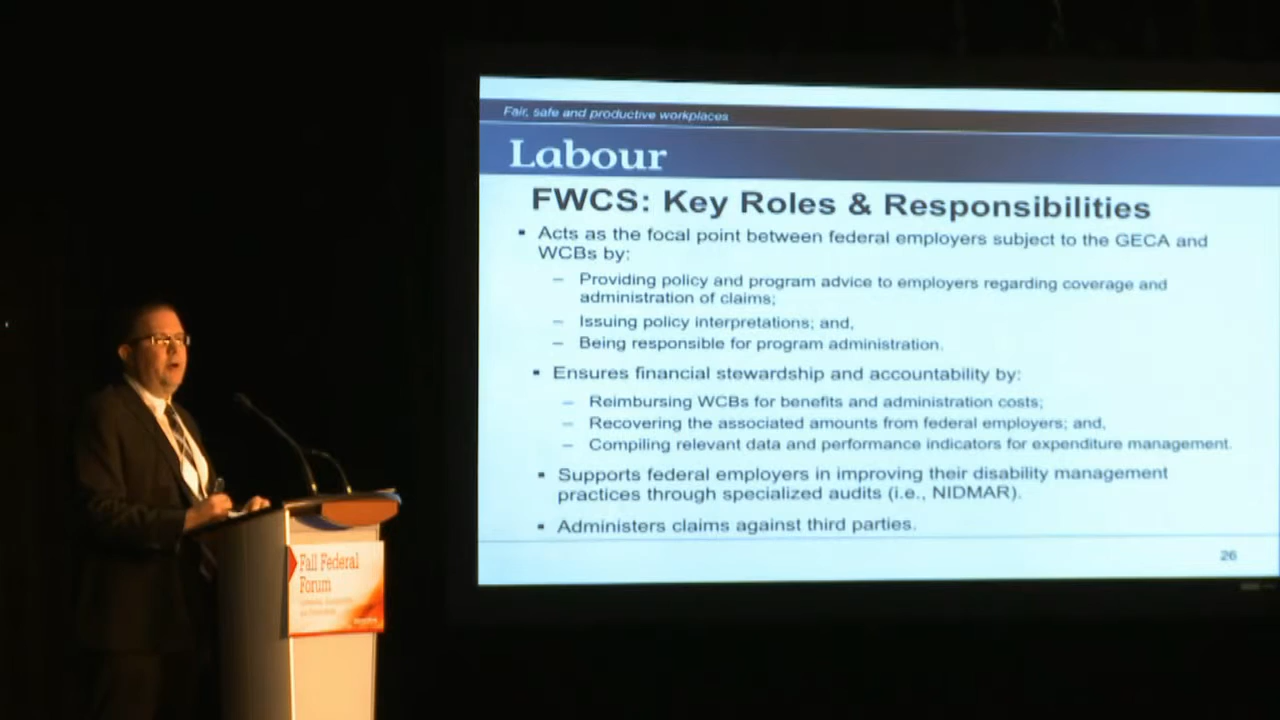 Fair, safe and productive workplaces
Labour
FWCS: Key Roles & Responsibilities
▪ Acts as the focal point between federal employers subject to the GECA and
WCBs by:
– Providing policy and program advice to employers regarding coverage and
administration of claims;
– Issuing policy interpretations; and,
– Being responsible for program administration.
▪ Ensures financial stewardship and accountability by:
– Reimbursing WCBs for benefits and administration costs;
– Recovering the associated amounts from federal employers; and,
– Compiling relevant data and performance indicators for expenditure management.
▪ Supports federal employers in improving their disability management
practices through specialized audits (i.e., NIDMAR).
▪ Administers claims against third parties.
26
Fall Federal
Forum